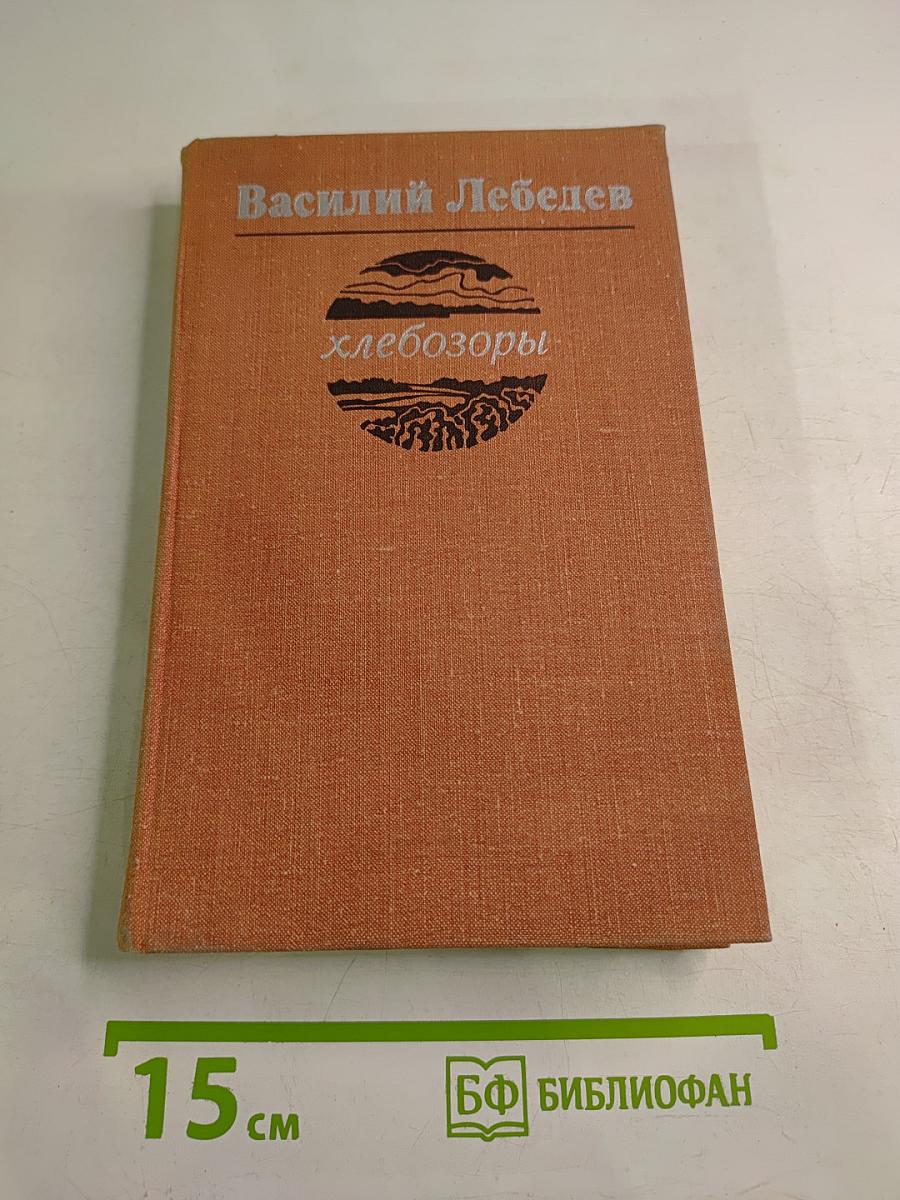 Василий Лебедев
хлебозоры
15 см
БФ БИБЛИОФАН